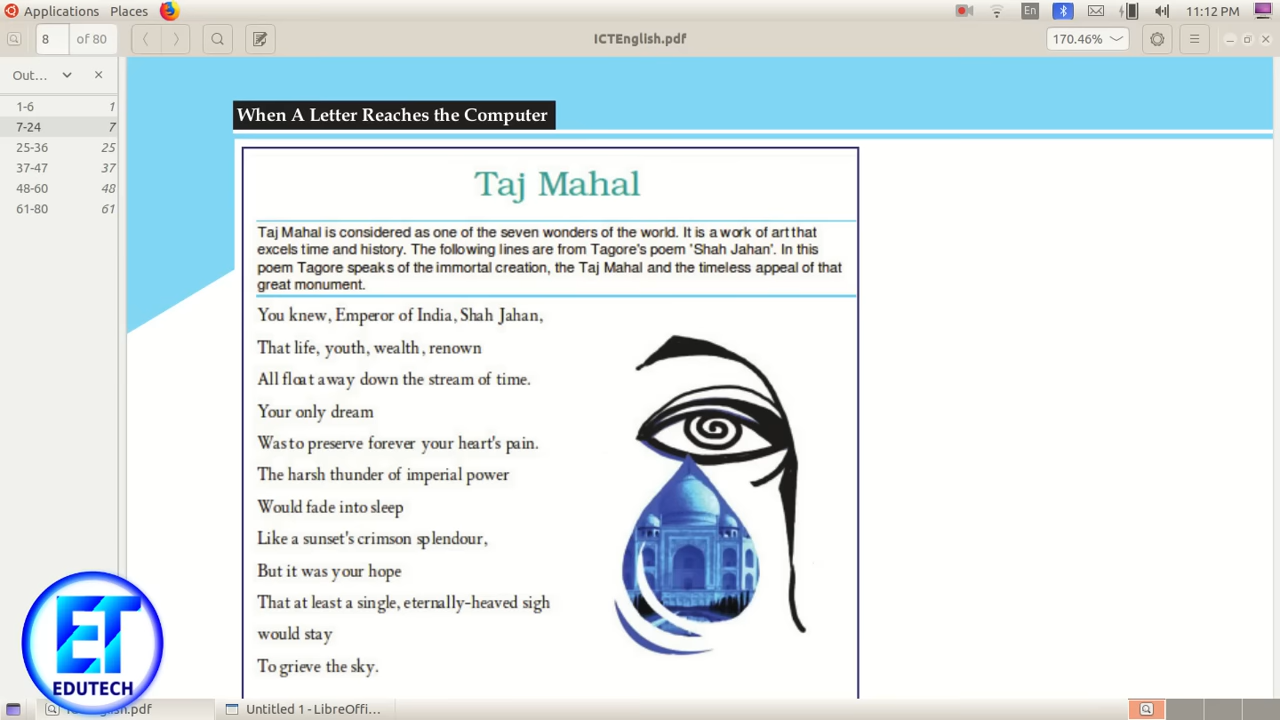 Applications Places En 11:12 PM
8 of 80 ICTEnglish.pdf 170.46%
Out...
1-6 1
7-24 7
25-36 25
37-47 37
48-60 48
61-80 61
When A Letter Reaches the Computer
Taj Mahal
Taj Mahal is considered as one of the seven wonders of the world. It is a work of art that
excels time and history. The following lines are from Tagore's poem 'Shah Jahan'. In this
poem Tagore speaks of the immortal creation, the Taj Mahal and the timeless appeal of that
great monument.
You knew, Emperor of India, Shah Jahan,
That life, youth, wealth, renown
All float away down the stream of time.
Your only dream
Was to preserve forever your heart's pain.
The harsh thunder of imperial power
Would fade into sleep
Like a sunset's crimson splendour,
But it was your hope
That at least a single, eternally-heaved sigh
would stay
To grieve the sky.
ET
EDUTECH
Untitled 1 - LibreOffi...